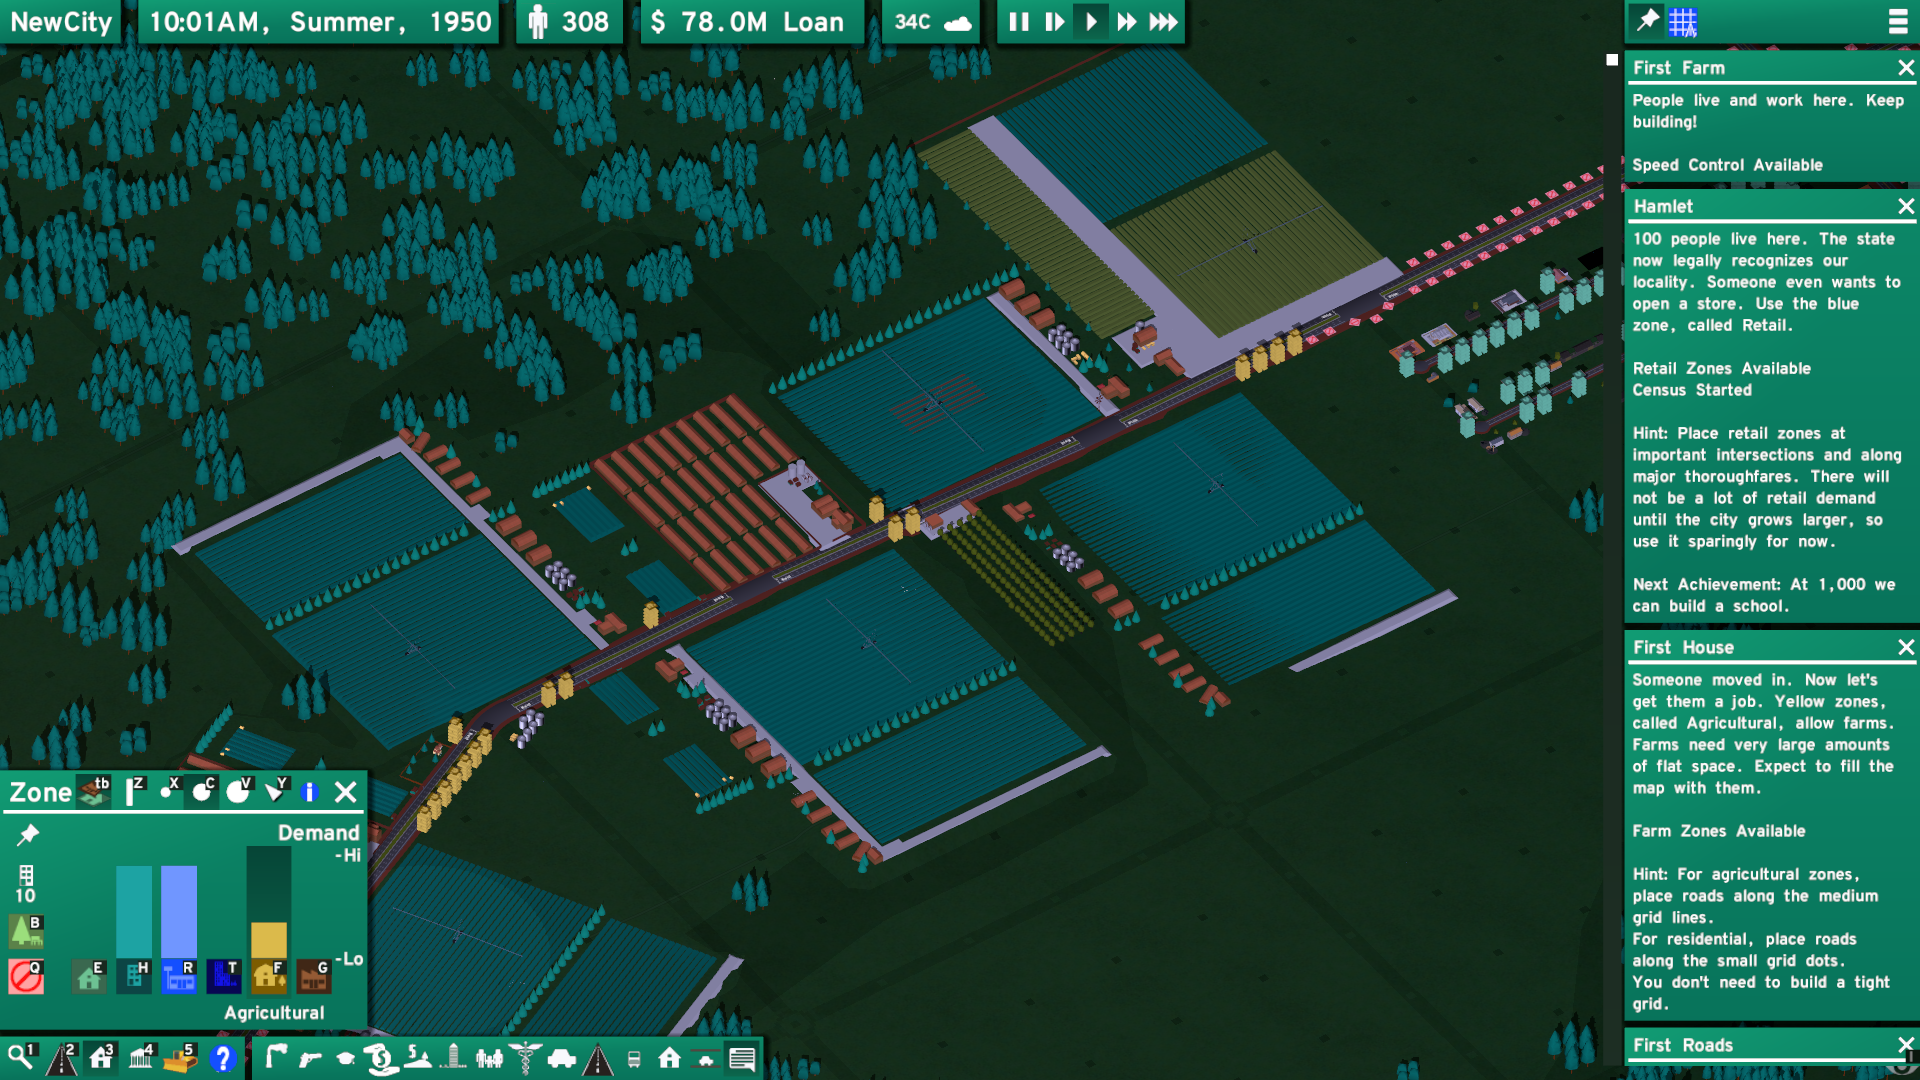 NewCity
10:01AM, Summer, 1950
308
$ 78.0M Loan
34C
First Farm
People live and work here. Keep
building!
Speed Control Available
Hamlet
100 people live here. The state
now legally recognizes our
locality. Someone even wants to
open a store. Use the blue
zone, called Retail.
Retail Zones Available
Census Started
Hint: Place retail zones at
important intersections and along
major thoroughfares. There will
not be a lot of retail demand
until the city grows larger, so
use it sparingly for now.
Next Achievement: At 1,000 we
can build a school.
First House
Someone moved in. Now let's
get them a job. Yellow zones,
called Agricultural, allow farms.
Farms need very large amounts
of flat space. Expect to fill the
map with them.
Farm Zones Available
Hint: For agricultural zones,
place roads along the medium
grid lines.
For residential, place roads
along the small grid dots.
You don't need to build a tight
grid.
First Roads
Zone tb Z X C V Y i
Demand
-Hi
10
B
-Lo
Q E H R T F G
Agricultural
1 2 3 4 5 ?